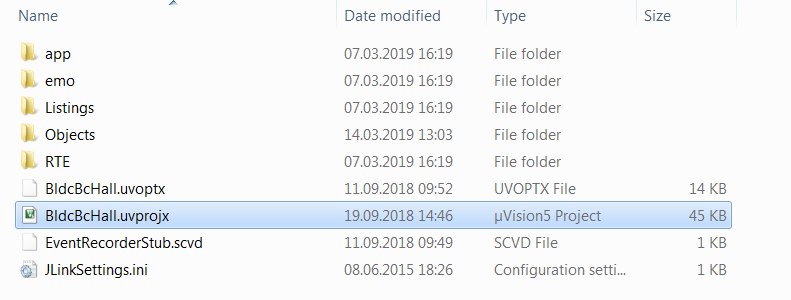 Name Date modified Type Size
app 07.03.2019 16:19 File folder
emo 07.03.2019 16:19 File folder
Listings 07.03.2019 16:19 File folder
Objects 14.03.2019 13:03 File folder
RTE 07.03.2019 16:19 File folder
BldcBcHall.uvoptx 11.09.2018 09:52 UVOPTX File 14 KB
BldcBcHall.uvprojx 19.09.2018 14:46 µVision5 Project 45 KB
EventRecorderStub.scvd 11.09.2018 09:49 SCVD File 1 KB
JLinkSettings.ini 08.06.2015 18:26 Configuration setti... 1 KB